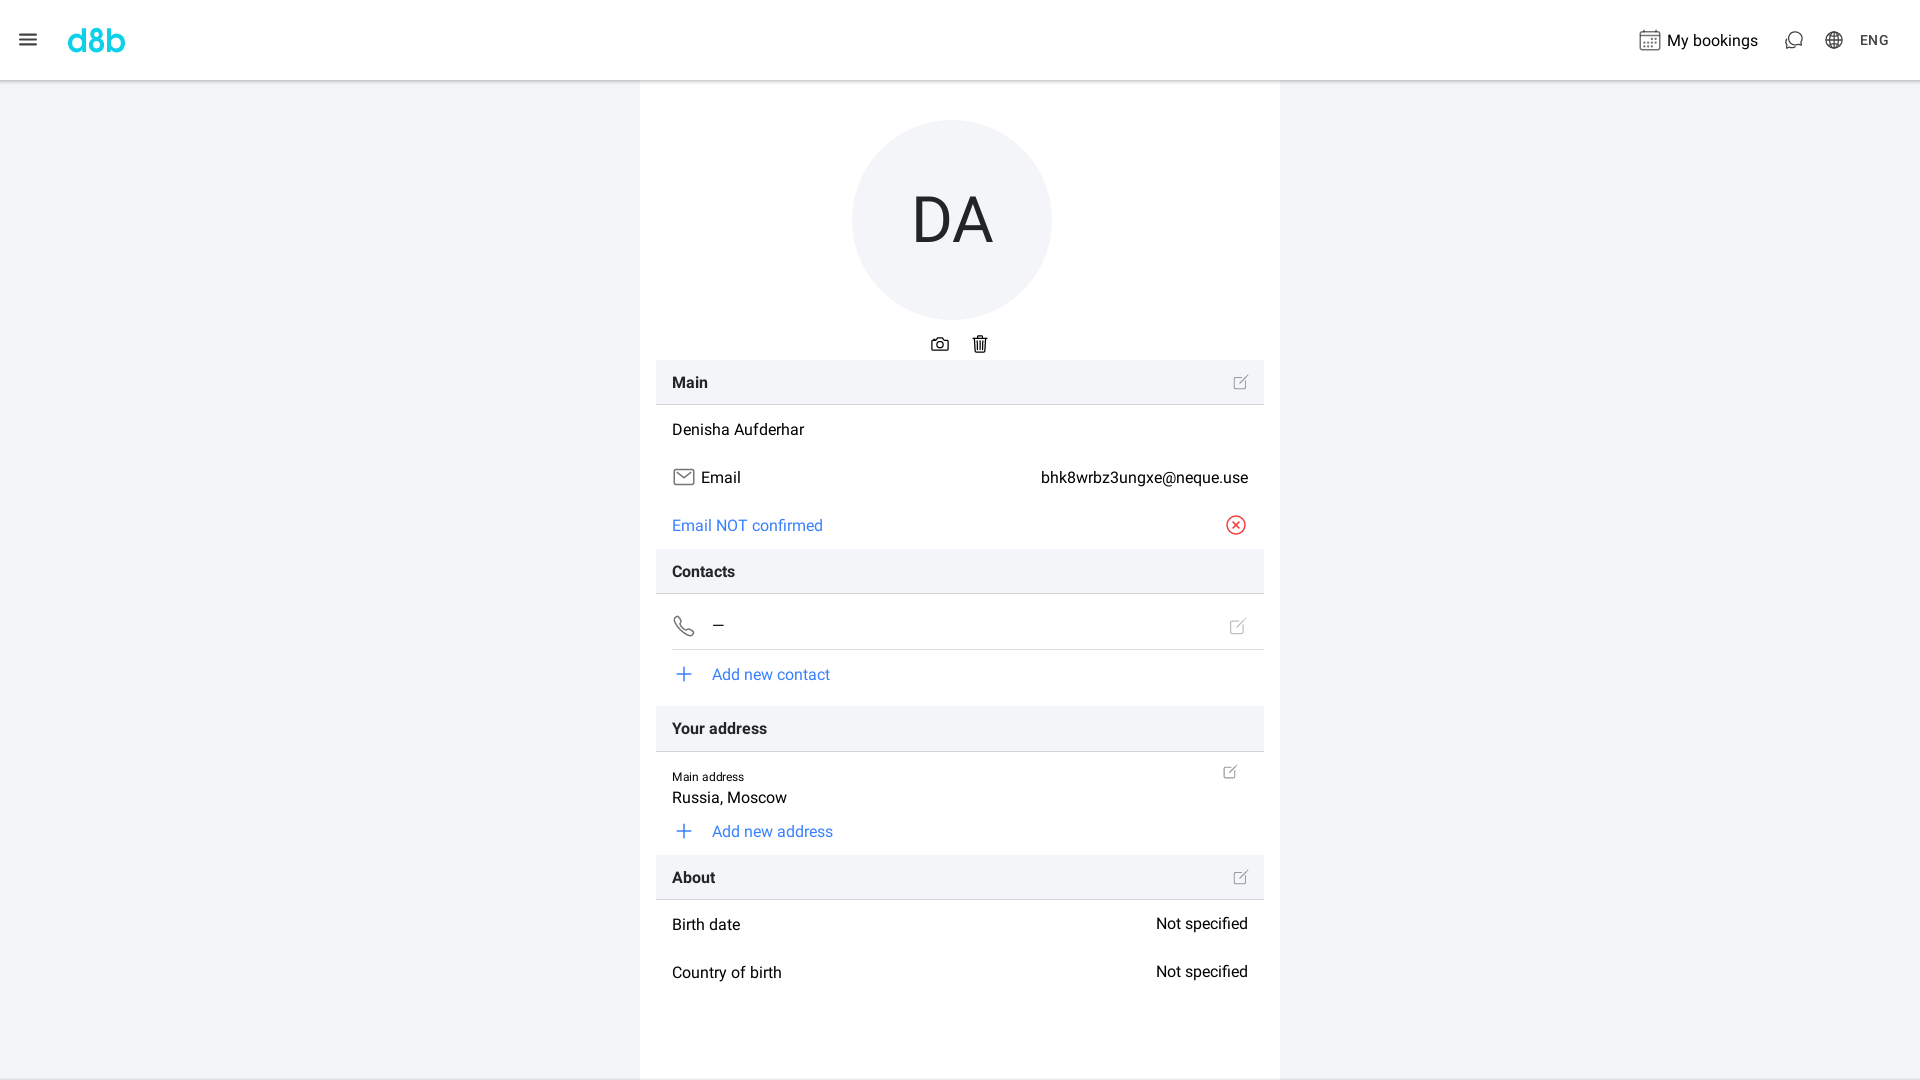 d8b
My bookings
ENG
DA
Main
Denisha Aufderhar
Email
bhk8wrbz3ungxe@neque.use
Email NOT confirmed
Contacts
—
Add new contact
Your address
Main address
Russia, Moscow
Add new address
About
Birth date
Not specified
Country of birth
Not specified